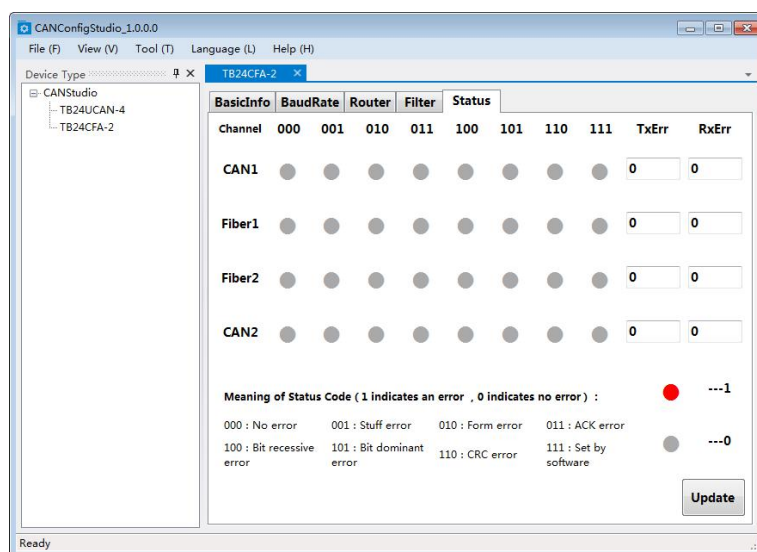 CANConfigStudio_1.0.0.0
File (F) View (V) Tool (T) Language (L) Help (H)
Device Type
TB24CFA-2
CANStudio
TB24UCAN-4
TB24CFA-2
BasicInfo BaudRate Router Filter Status
Channel 000 001 010 011 100 101 110 111 TxErr RxErr
CAN1 0 0
Fiber1 0 0
Fiber2 0 0
CAN2 0 0
Meaning of Status Code ( 1 indicates an error , 0 indicates no error ) : ---1
000 : No error 001 : Stuff error 010 : Form error 011 : ACK error
100 : Bit recessive error 101 : Bit dominant error 110 : CRC error 111 : Set by software ---0
Update
Ready